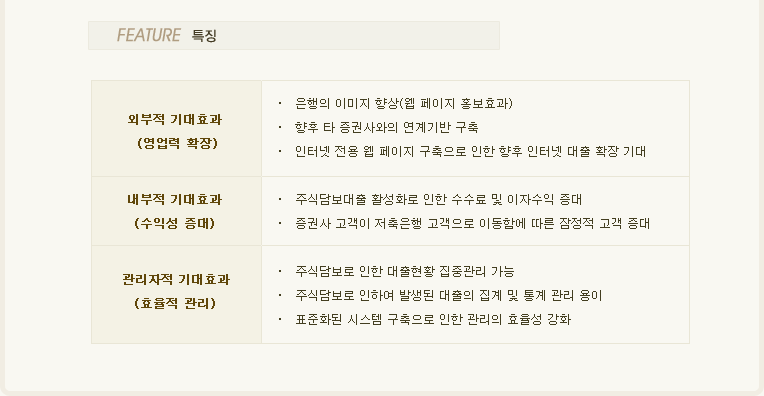 FEATURE 특징
외부적 기대효과
(영업력 확장)
· 은행의 이미지 향상(웹 페이지 홍보효과)
· 향후 타 증권사와의 연계기반 구축
· 인터넷 전용 웹 페이지 구축으로 인한 향후 인터넷 대출 확장 기대
내부적 기대효과
(수익성 증대)
· 주식담보대출 활성화로 인한 수수료 및 이자수익 증대
· 증권사 고객이 저축은행 고객으로 이동함에 따른 잠정적 고객 증대
관리자적 기대효과
(효율적 관리)
· 주식담보로 인한 대출현황 집중관리 가능
· 주식담보로 인하여 발생된 대출의 집계 및 통계 관리 용이
· 표준화된 시스템 구축으로 인한 관리의 효율성 강화